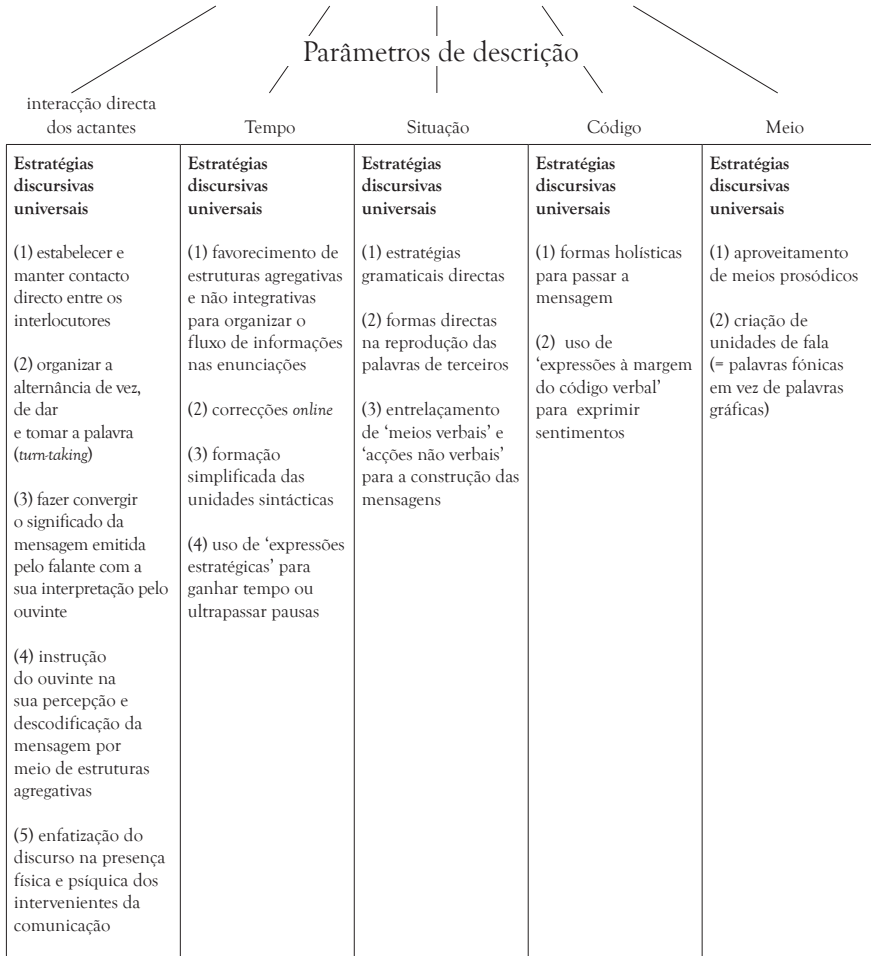 Parâmetros de descrição
interacção directa
dos actantes
Tempo
Situação
Código
Meio
Estratégias
discursivas
universais
(1) estabelecer e
manter contacto
directo entre os
interlocutores
(2) organizar a
alternância de vez,
de dar
e tomar a palavra
(turn-taking)
(3) fazer convergir
o significado da
mensagem emitida
pelo falante com a
sua interpretação pelo
ouvinte
(4) instrução
do ouvinte na
sua percepção e
descodificação da
mensagem por
meio de estruturas
agregativas
(5) enfatização do
discurso na presença
física e psíquica dos
intervenientes da
comunicação
Estratégias
discursivas
universais
(1) favorecimento de
estruturas agregativas
e não integrativas
para organizar o
fluxo de informações
nas enunciações
(2) correcções online
(3) formação
simplificada das
unidades sintácticas
(4) uso de ‘expressões
estratégicas’ para
ganhar tempo ou
ultrapassar pausas
Estratégias
discursivas
universais
(1) estratégias
gramaticais directas
(2) formas directas
na reprodução das
palavras de terceiros
(3) entrelaçamento
de ‘meios verbais’ e
‘acções não verbais’
para a construção das
mensagens
Estratégias
discursivas
universais
(1) formas holísticas
para passar a
mensagem
(2) uso de
‘expressões à margem
do código verbal’
para exprimir
sentimentos
Estratégias
discursivas
universais
(1) aproveitamento
de meios prosódicos
(2) criação de
unidades de fala
(= palavras fónicas
em vez de palavras
gráficas)